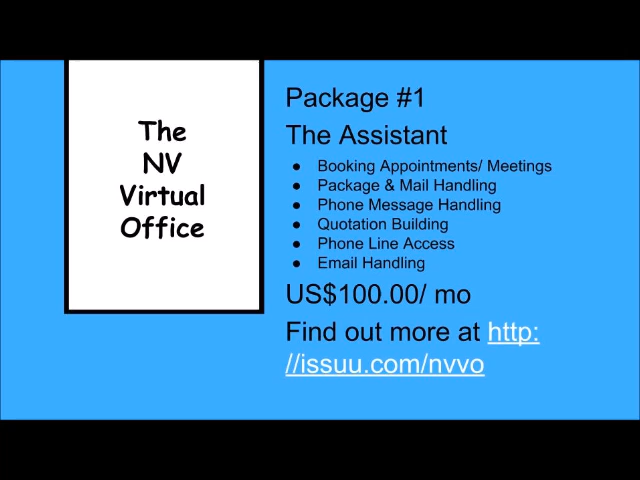 The
NV
Virtual
Office
Package #1
The Assistant
● Booking Appointments/ Meetings
● Package & Mail Handling
● Phone Message Handling
● Quotation Building
● Phone Line Access
● Email Handling
US$100.00/ mo
Find out more at http:
//issuu.com/nvvo